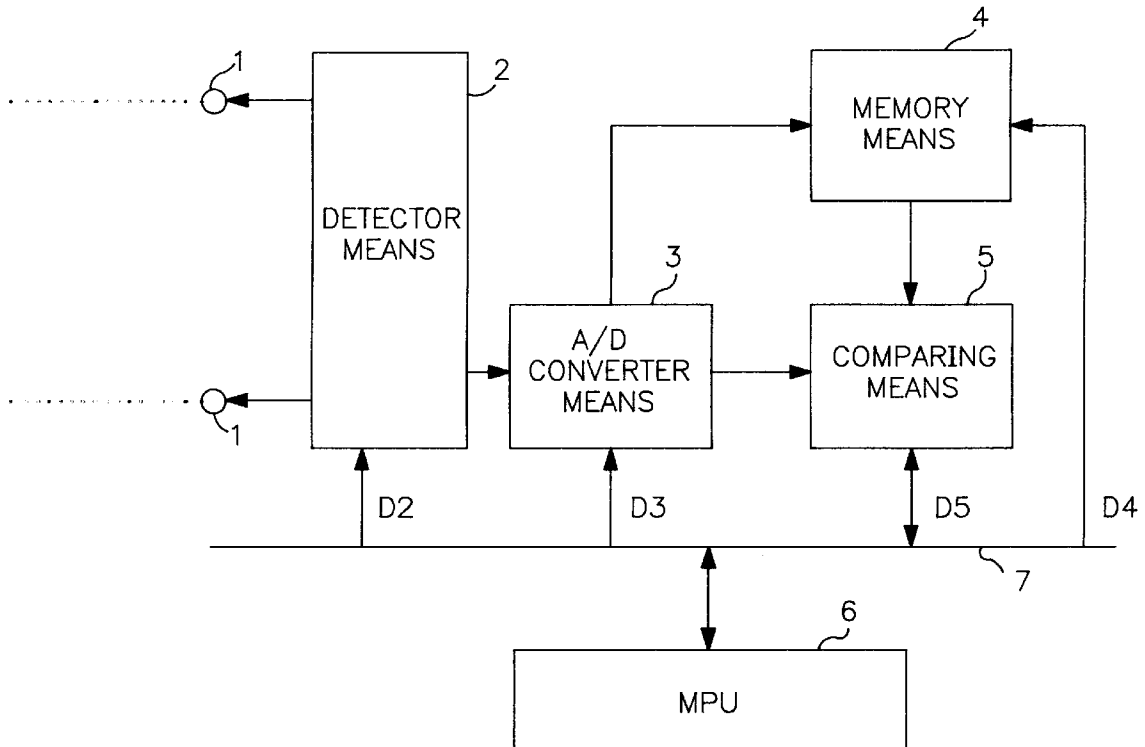 4
1
2
MEMORY
MEANS
DETECTOR
MEANS
3
5
A/D
CONVERTER
MEANS
COMPARING
MEANS
1
D2
D3
D5
D4
7
6
MPU